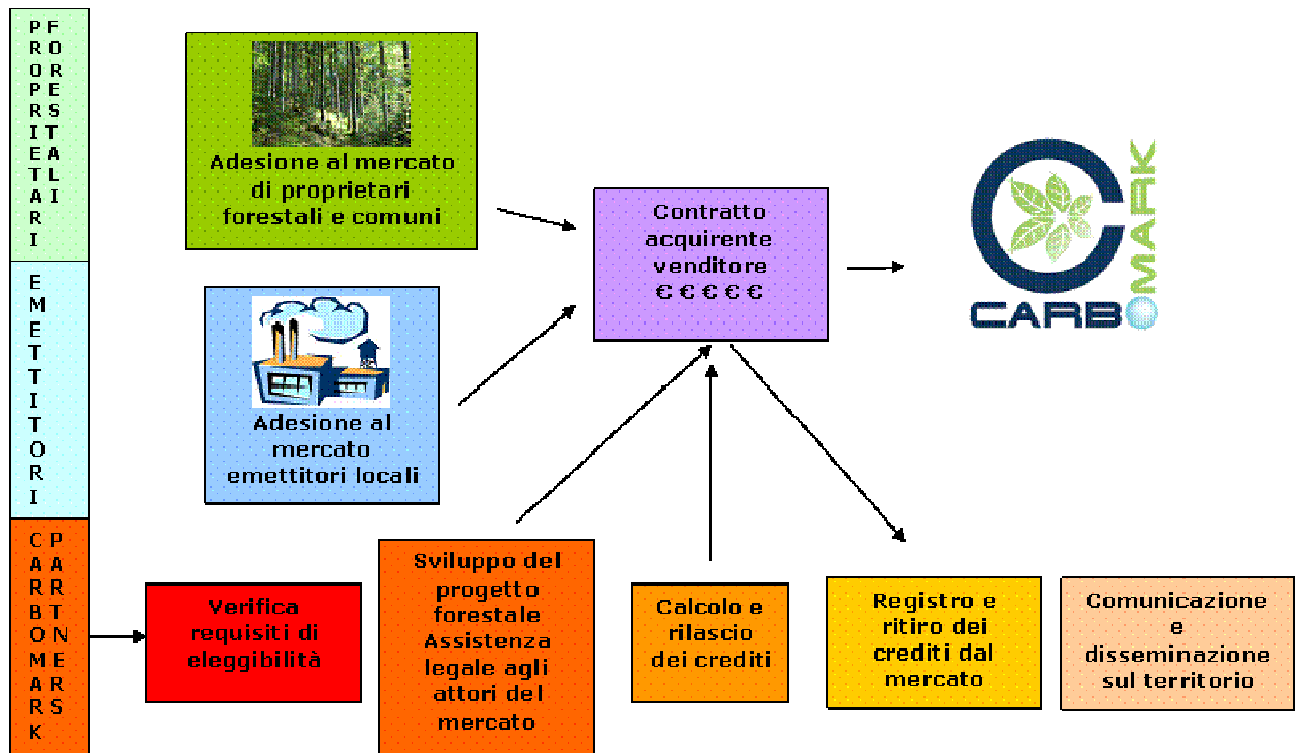 PROPRIETARI
FORESTALI
EMETTITORI
CARBOMARK
PARTNERS
Adesione al mercato
di proprietari
forestali e comuni
Adesione al
mercato
emettitori locali
Contratto
acquirente
venditore
€ € € € €
CARBOMARK
Verifica
requisiti di
eleggibilità
Sviluppo del
progetto
forestale
Assistenza
legale agli
attori del
mercato
Calcolo e
rilascio
dei crediti
Registro e
ritiro dei
crediti dal
mercato
Comunicazione
e
disseminazione
sul territorio